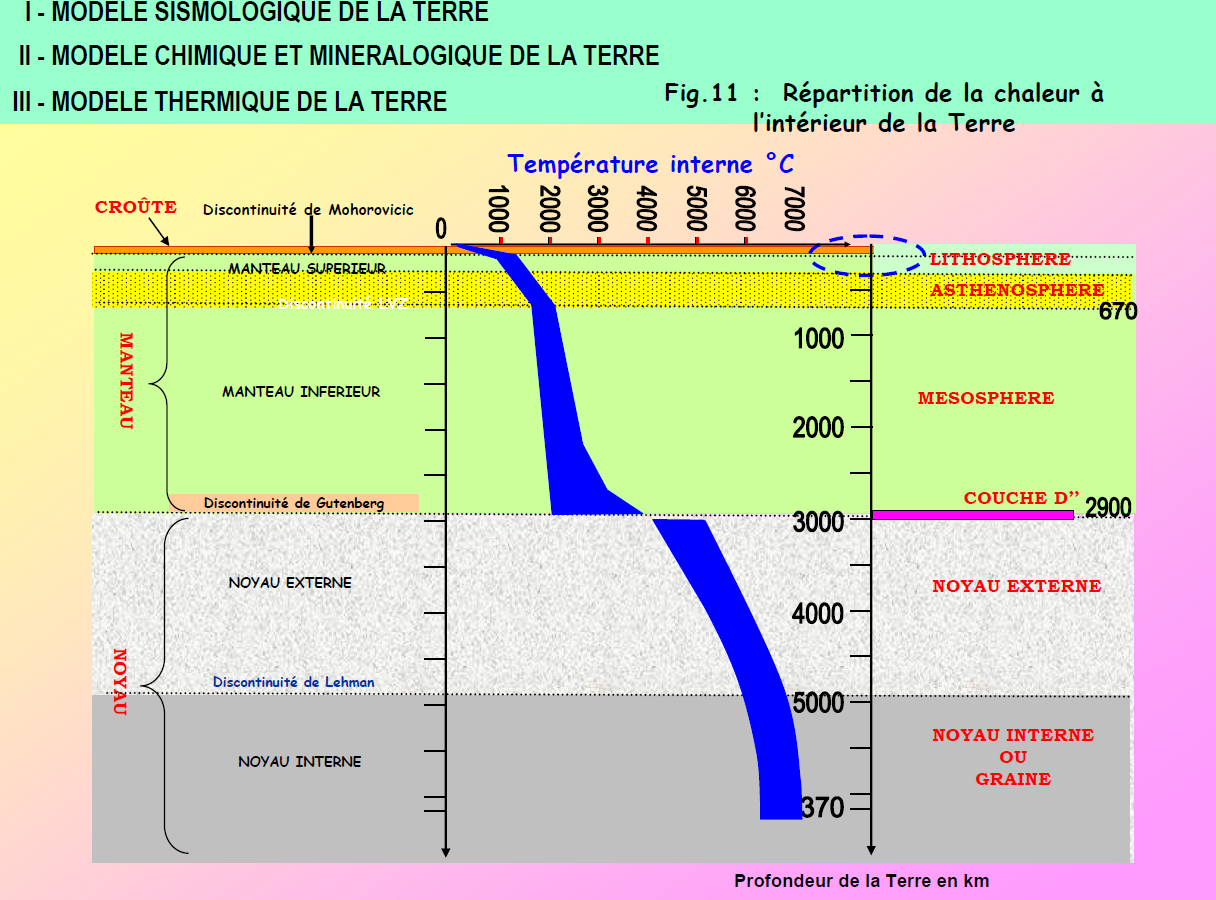 I - MODELE SISMOLOGIQUE DE LA TERRE
II - MODELE CHIMIQUE ET MINERALOGIQUE DE LA TERRE
III - MODELE THERMIQUE DE LA TERRE
Fig.11 : Répartition de la chaleur à
l'intérieur de la Terre
Température interne °C
CROÛTE
Discontinuité de Mohorovicic
0
1000
2000
3000
4000
5000
6000
7000
MANTEAU SUPERIEUR
LITHOSPHERE
Discontinuité LVZ
ASTHENOSPHERE
670
MANTEAU
1000
MANTEAU INFERIEUR
MESOSPHERE
2000
Discontinuité de Gutenberg
COUCHE D’’
2900
3000
NOYAU EXTERNE
NOYAU EXTERNE
4000
NOYAU
Discontinuité de Lehman
5000
NOYAU INTERNE
NOYAU INTERNE
OU
GRAINE
370
Profondeur de la Terre en km